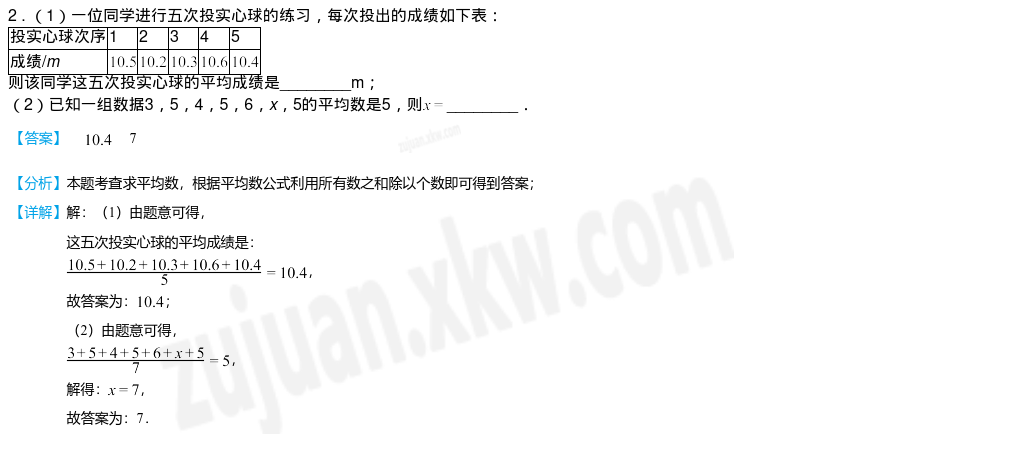 2．（1）一位同学进行五次投实心球的练习，每次投出的成绩如下表：
投实心球次序 1 2 3 4 5
成绩/m 10.5 10.2 10.3 10.6 10.4
则该同学这五次投实心球的平均成绩是________m；
（2）已知一组数据3，5，4，5，6，x，5的平均数是5，则x = ________．
【答案】 10.4 7
【分析】本题考查求平均数，根据平均数公式利用所有数之和除以个数即可得到答案；
【详解】解：（1）由题意可得，
这五次投实心球的平均成绩是：
(10.5+10.2+10.3+10.6+10.4)/5 = 10.4，
故答案为：10.4；
（2）由题意可得，
(3+5+4+5+6+x+5)/7 = 5，
解得：x = 7，
故答案为：7．
zujuan.xkw.com
zujuan.xkw.com